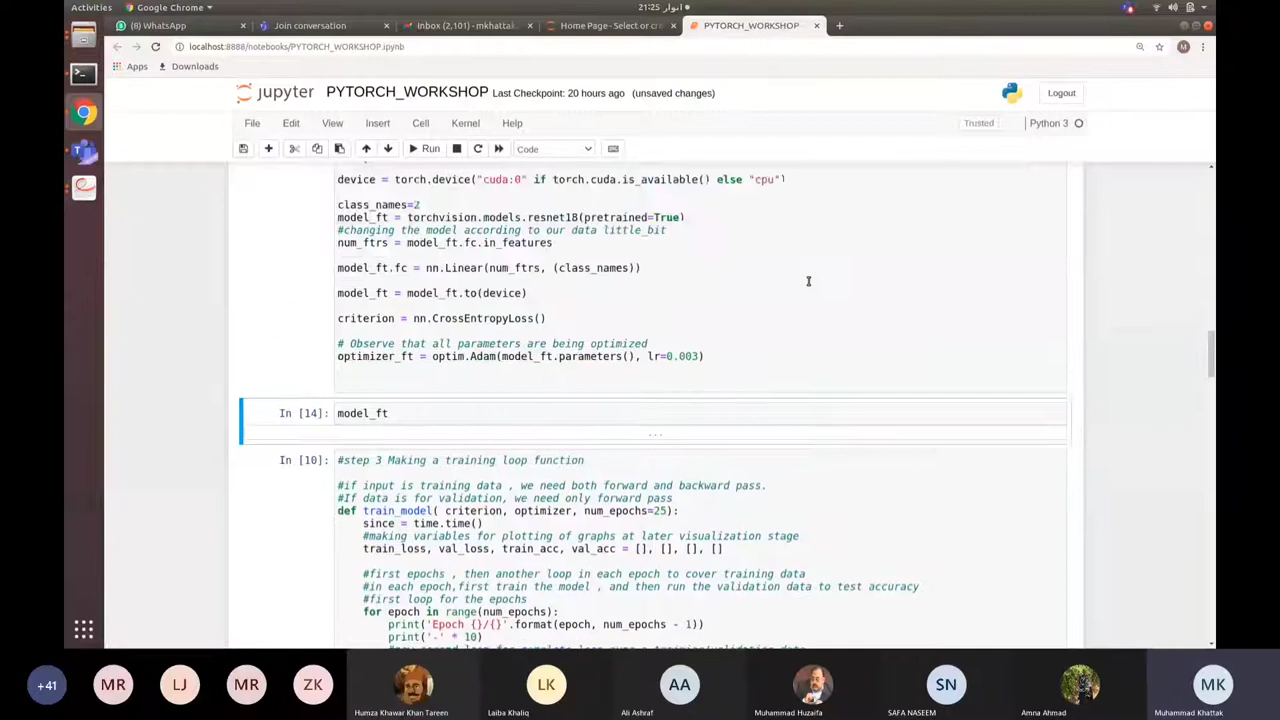 Activities
Google Chrome
انوار 21:25
(8) WhatsApp
Join conversation
Inbox (2,101) - mkhattak
Home Page - Select or cre
PYTORCH_WORKSHOP
localhost:8888/notebooks/PYTORCH_WORKSHOP.ipynb
M
Apps
Downloads
jupyter
PYTORCH_WORKSHOP Last Checkpoint: 20 hours ago (unsaved changes)
Logout
File Edit View Insert Cell Kernel Help
Trusted
Python 3
Run
Code
device = torch.device("cuda:0" if torch.cuda.is_available() else "cpu")
class_names=2
model_ft = torchvision.models.resnet18(pretrained=True)
#changing the model according to our data little_bit
num_ftrs = model_ft.fc.in_features
model_ft.fc = nn.Linear(num_ftrs, (class_names))
model_ft = model_ft.to(device)
criterion = nn.CrossEntropyLoss()
# Observe that all parameters are being optimized
optimizer_ft = optim.Adam(model_ft.parameters(), lr=0.003)
In [14]: model_ft
...
In [10]: #step 3 Making a training loop function
#if input is training data , we need both forward and backward pass.
#If data is for validation, we need only forward pass
def train_model( criterion, optimizer, num_epochs=25):
since = time.time()
#making variables for plotting of graphs at later visualization stage
train_loss, val_loss, train_acc, val_acc = [], [], [], []
#first epochs , then another loop in each epoch to cover training data
#in each epoch,first train the model , and then run the validation data to test accuracy
#first loop for the epochs
for epoch in range(num_epochs):
print('Epoch {}/{}'.format(epoch, num_epochs - 1))
print('-' * 10)
+41
MR
LJ
MR
ZK
LK
AA
SN
MK
Humza Khawar Khan Tareen
Laiba Khaliq
Ali Ashraf
Muhammad Huzaifa
SAFA NASEEM
Amna Ahmad
Muhammad Khattak